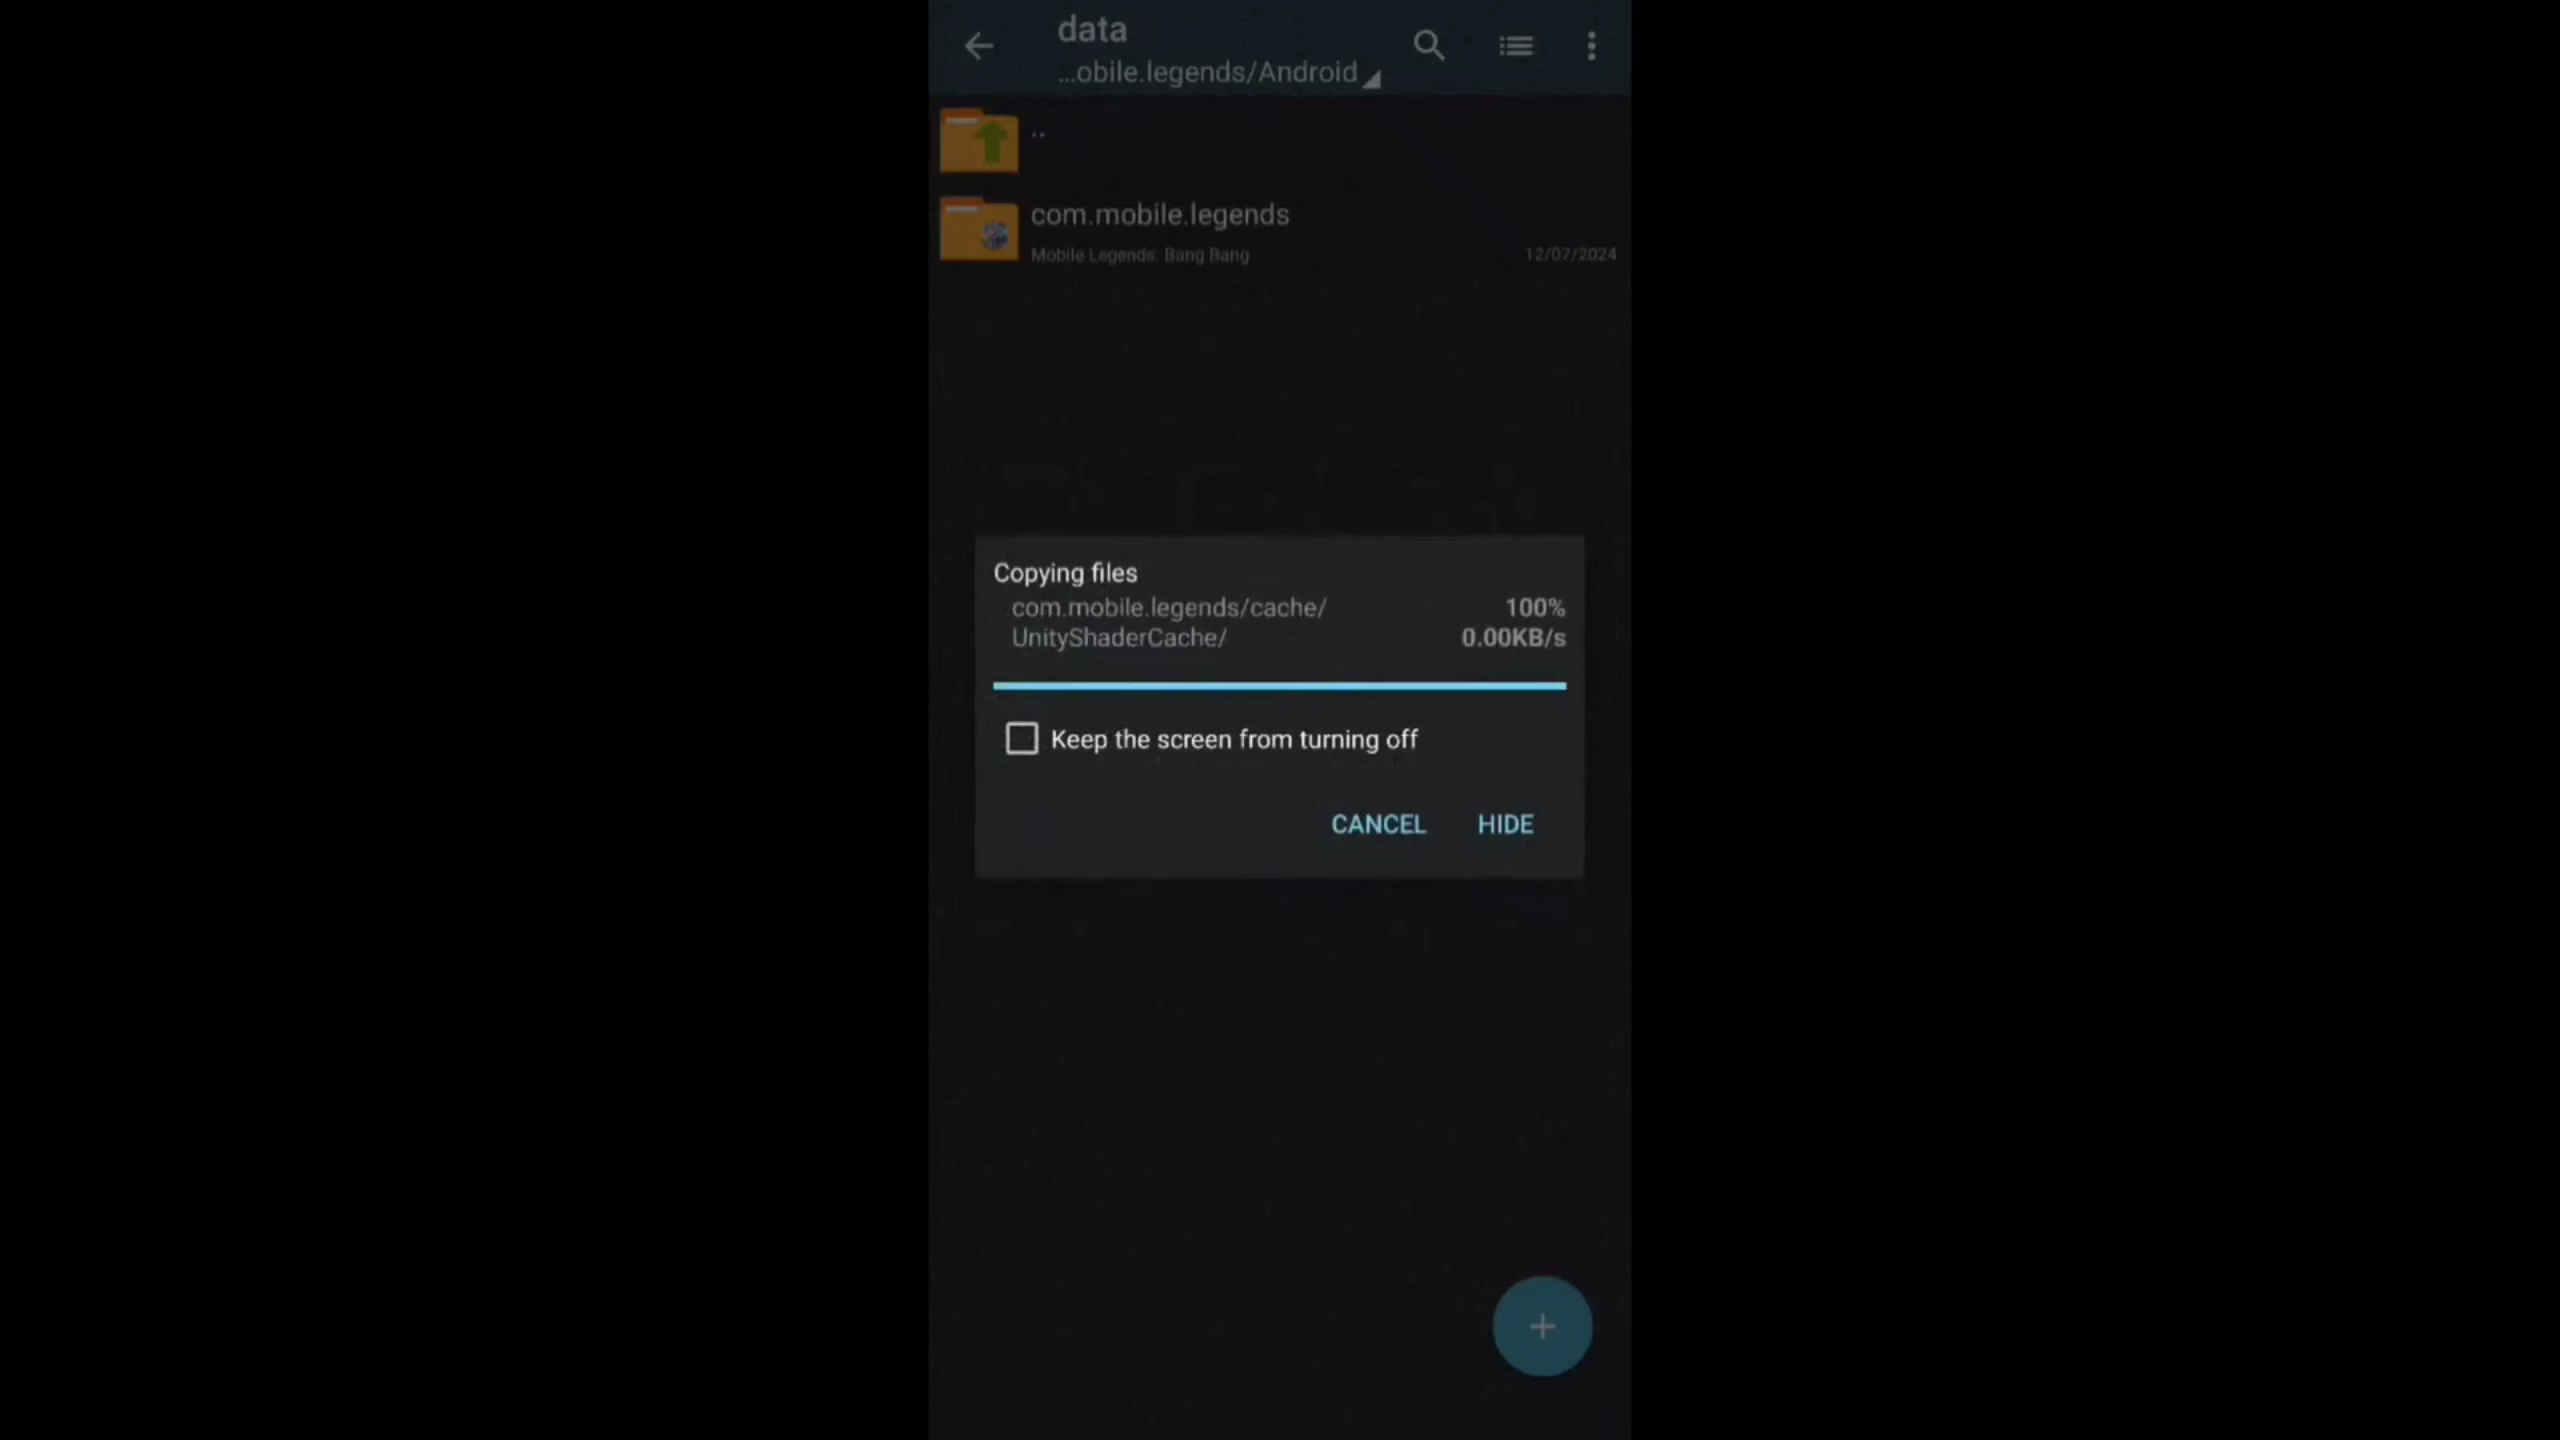 data
...obile.legends/Android
..
com.mobile.legends
Mobile Legends: Bang Bang
12/07/2024
Copying files
com.mobile.legends/cache/
100%
UnityShaderCache/
0.00KB/s
Keep the screen from turning off
CANCEL
HIDE
+